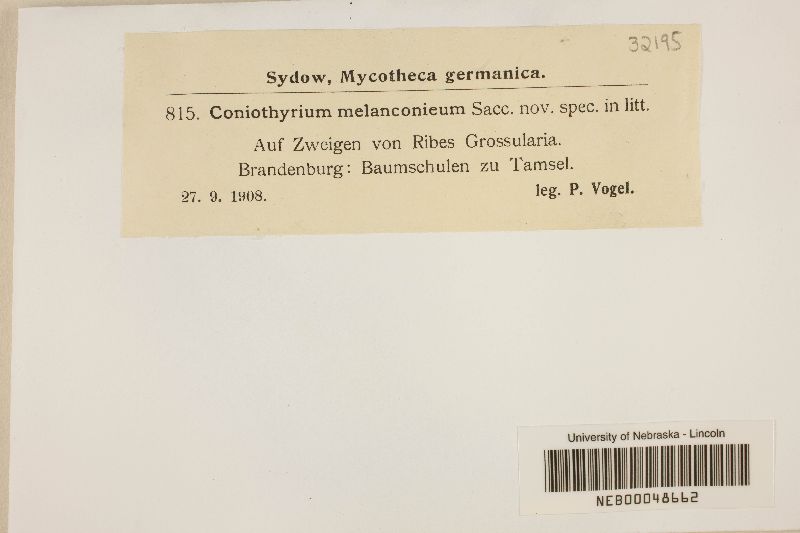 32195
Sydow, Mycotheca germanica.
815. Coniothyrium melanconieum Sacc. nov. spec. in litt.
Auf Zweigen von Ribes Grossularia.
Brandenburg: Baumschulen zu Tamsel.
27. 9. 1908. leg. P. Vogel.
University of Nebraska - Lincoln
NEB00048662